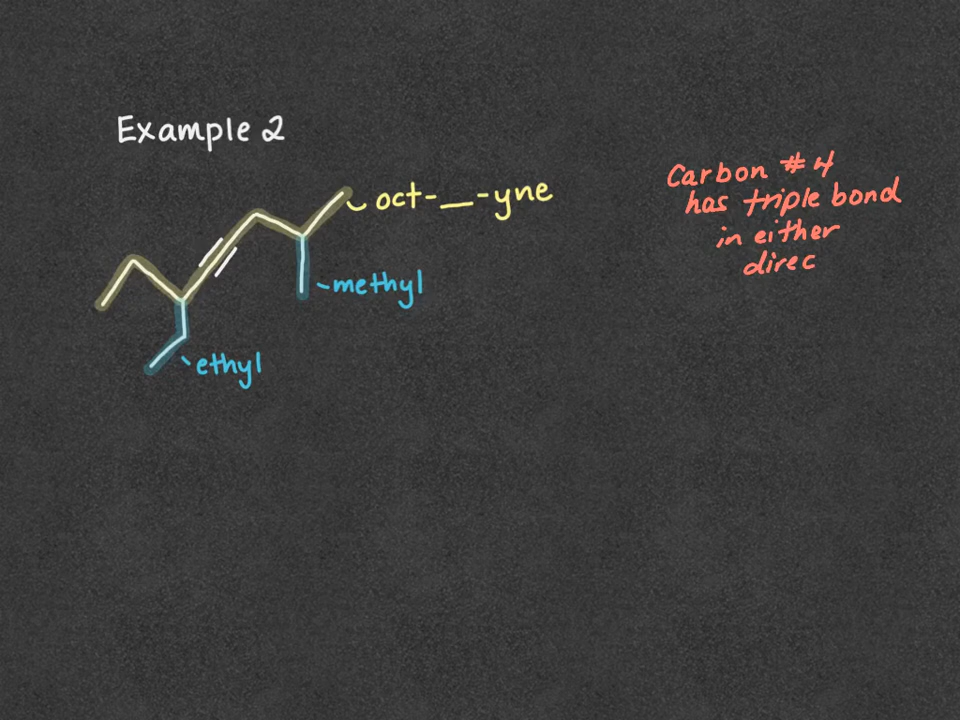 Example 2
oct-__-yne
methyl
ethyl
Carbon #4
has triple bond
in either
direc